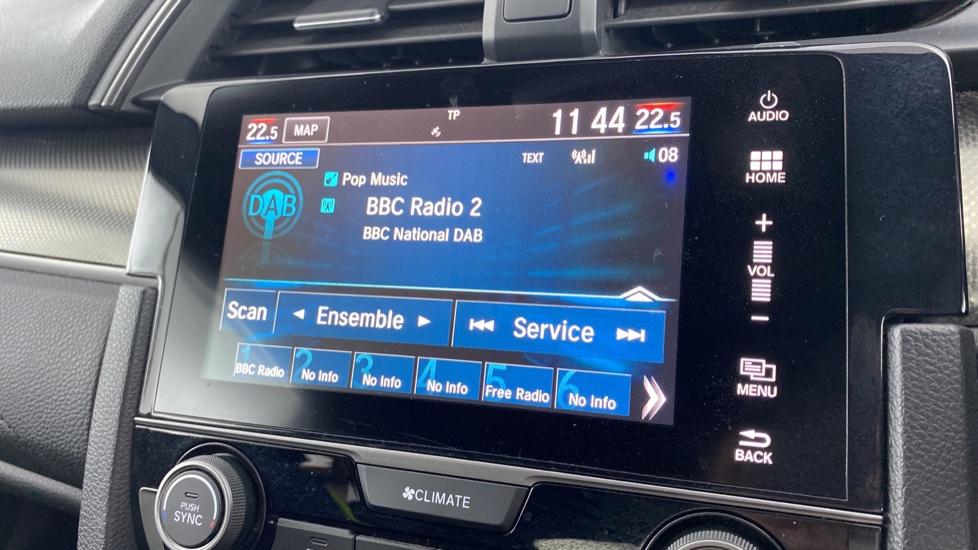 TP
22.5 MAP 11 44 22.5
SOURCE TEXT 08
DAB Pop Music
BBC Radio 2
BBC National DAB
Scan Ensemble Service
1 2 3 4 5 6
BBC Radio No Info No Info No Info Free Radio No Info
AUDIO
HOME
+
VOL
−
MENU
BACK
PUSH
SYNC
CLIMATE